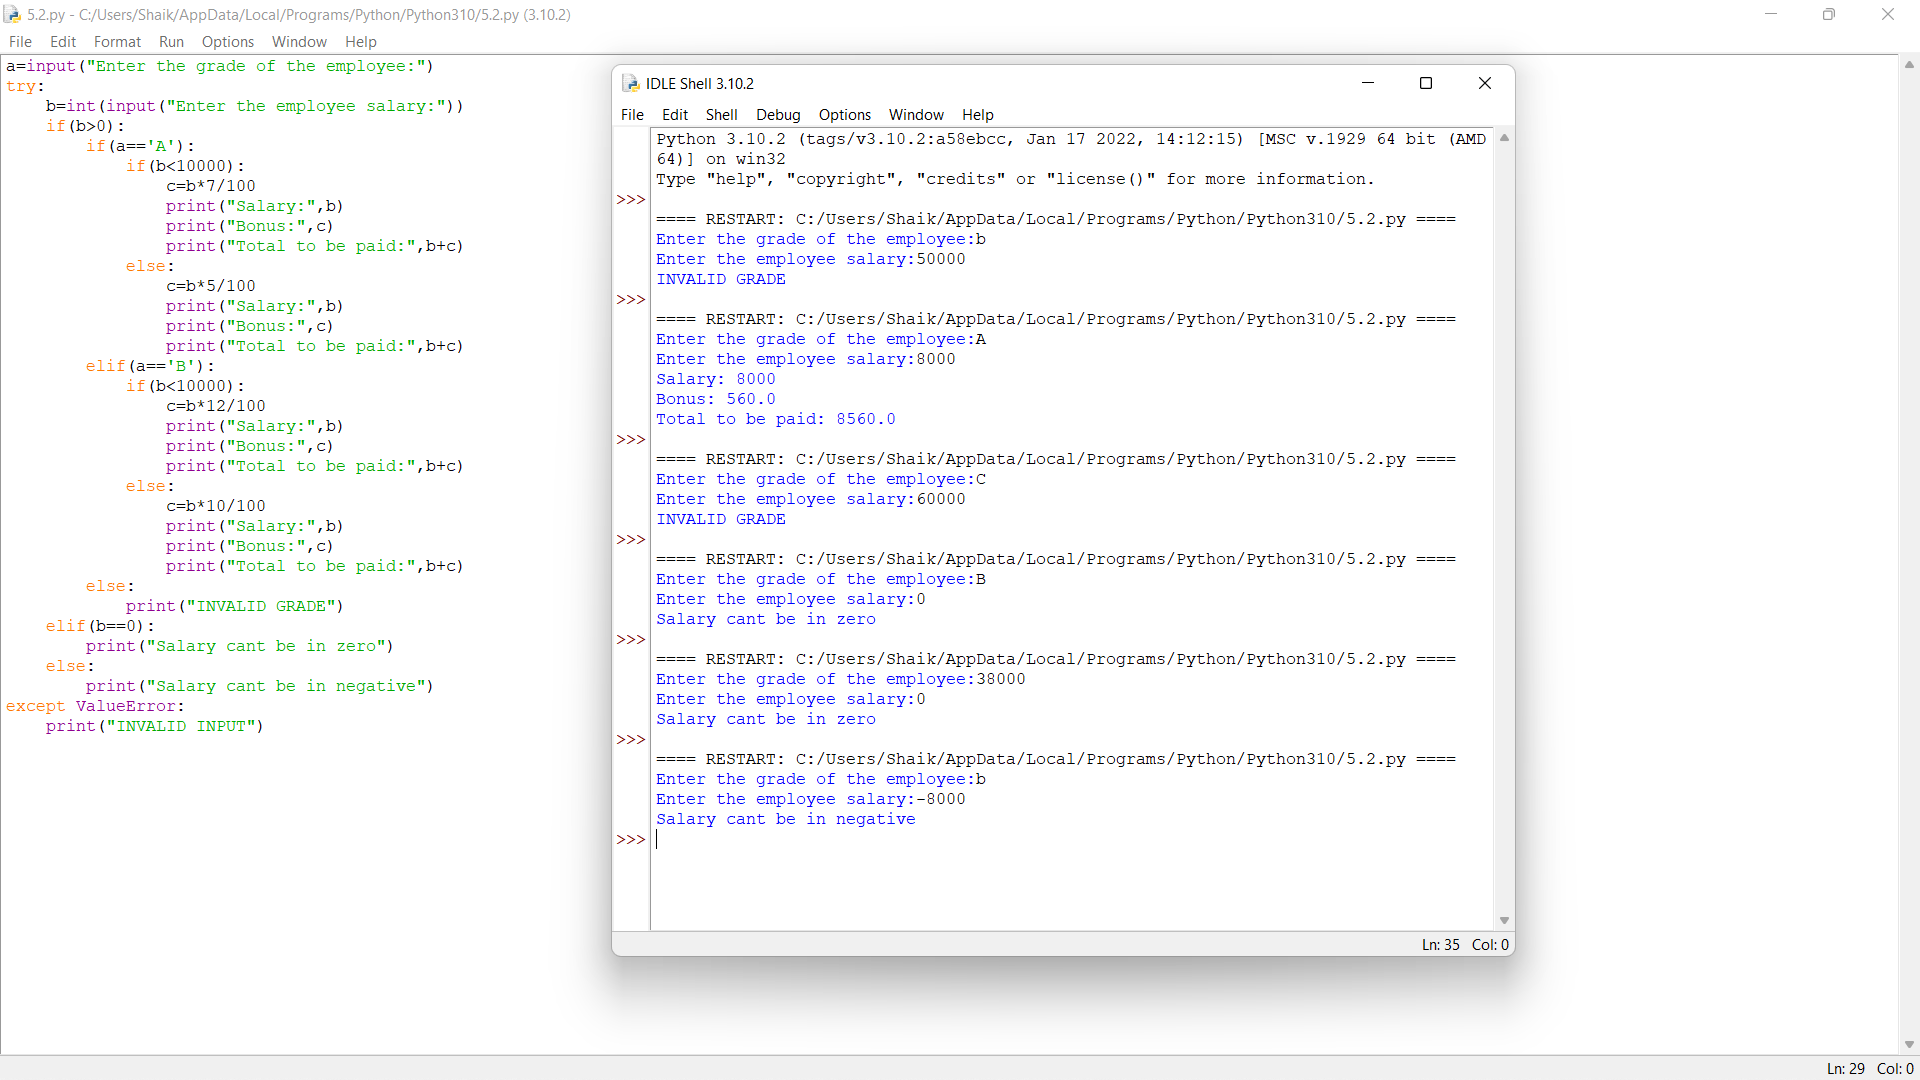 5.2.py - C:/Users/Shaik/AppData/Local/Programs/Python/Python310/5.2.py (3.10.2)
File Edit Format Run Options Window Help
a=input("Enter the grade of the employee:")
try:
    b=int(input("Enter the employee salary:"))
    if(b>0):
        if(a=='A'):
            if(b<10000):
                c=b*7/100
                print("Salary:",b)
                print("Bonus:",c)
                print("Total to be paid:",b+c)
            else:
                c=b*5/100
                print("Salary:",b)
                print("Bonus:",c)
                print("Total to be paid:",b+c)
        elif(a=='B'):
            if(b<10000):
                c=b*12/100
                print("Salary:",b)
                print("Bonus:",c)
                print("Total to be paid:",b+c)
            else:
                c=b*10/100
                print("Salary:",b)
                print("Bonus:",c)
                print("Total to be paid:",b+c)
        else:
            print("INVALID GRADE")
    elif(b==0):
        print("Salary cant be in zero")
    else:
        print("Salary cant be in negative")
except ValueError:
    print("INVALID INPUT")
IDLE Shell 3.10.2
File Edit Shell Debug Options Window Help
Python 3.10.2 (tags/v3.10.2:a58ebcc, Jan 17 2022, 14:12:15) [MSC v.1929 64 bit (AMD
64)] on win32
Type "help", "copyright", "credits" or "license()" for more information.
>>>
==== RESTART: C:/Users/Shaik/AppData/Local/Programs/Python/Python310/5.2.py ====
Enter the grade of the employee:b
Enter the employee salary:50000
INVALID GRADE
>>>
==== RESTART: C:/Users/Shaik/AppData/Local/Programs/Python/Python310/5.2.py ====
Enter the grade of the employee:A
Enter the employee salary:8000
Salary: 8000
Bonus: 560.0
Total to be paid: 8560.0
>>>
==== RESTART: C:/Users/Shaik/AppData/Local/Programs/Python/Python310/5.2.py ====
Enter the grade of the employee:C
Enter the employee salary:60000
INVALID GRADE
>>>
==== RESTART: C:/Users/Shaik/AppData/Local/Programs/Python/Python310/5.2.py ====
Enter the grade of the employee:B
Enter the employee salary:0
Salary cant be in zero
>>>
==== RESTART: C:/Users/Shaik/AppData/Local/Programs/Python/Python310/5.2.py ====
Enter the grade of the employee:38000
Enter the employee salary:0
Salary cant be in zero
>>>
==== RESTART: C:/Users/Shaik/AppData/Local/Programs/Python/Python310/5.2.py ====
Enter the grade of the employee:b
Enter the employee salary:-8000
Salary cant be in negative
>>>
Ln: 35 Col: 0
Ln: 29 Col: 0